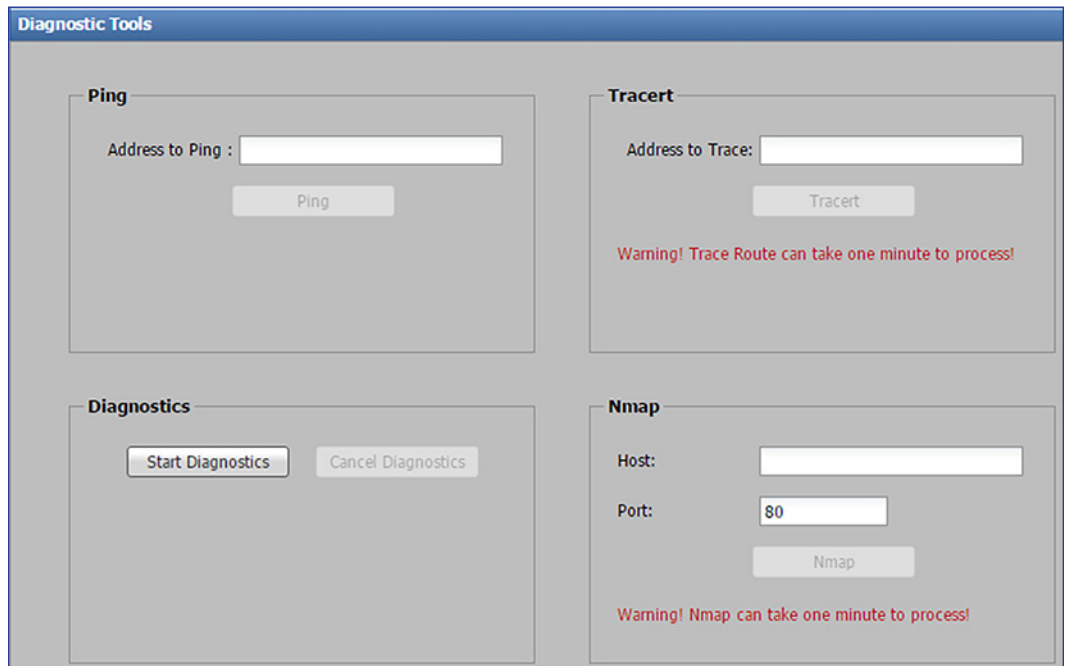 Diagnostic Tools
Ping
Address to Ping :
Ping
Tracert
Address to Trace:
Tracert
Warning! Trace Route can take one minute to process!
Diagnostics
Start Diagnostics
Cancel Diagnostics
Nmap
Host:
Port:
80
Nmap
Warning! Nmap can take one minute to process!